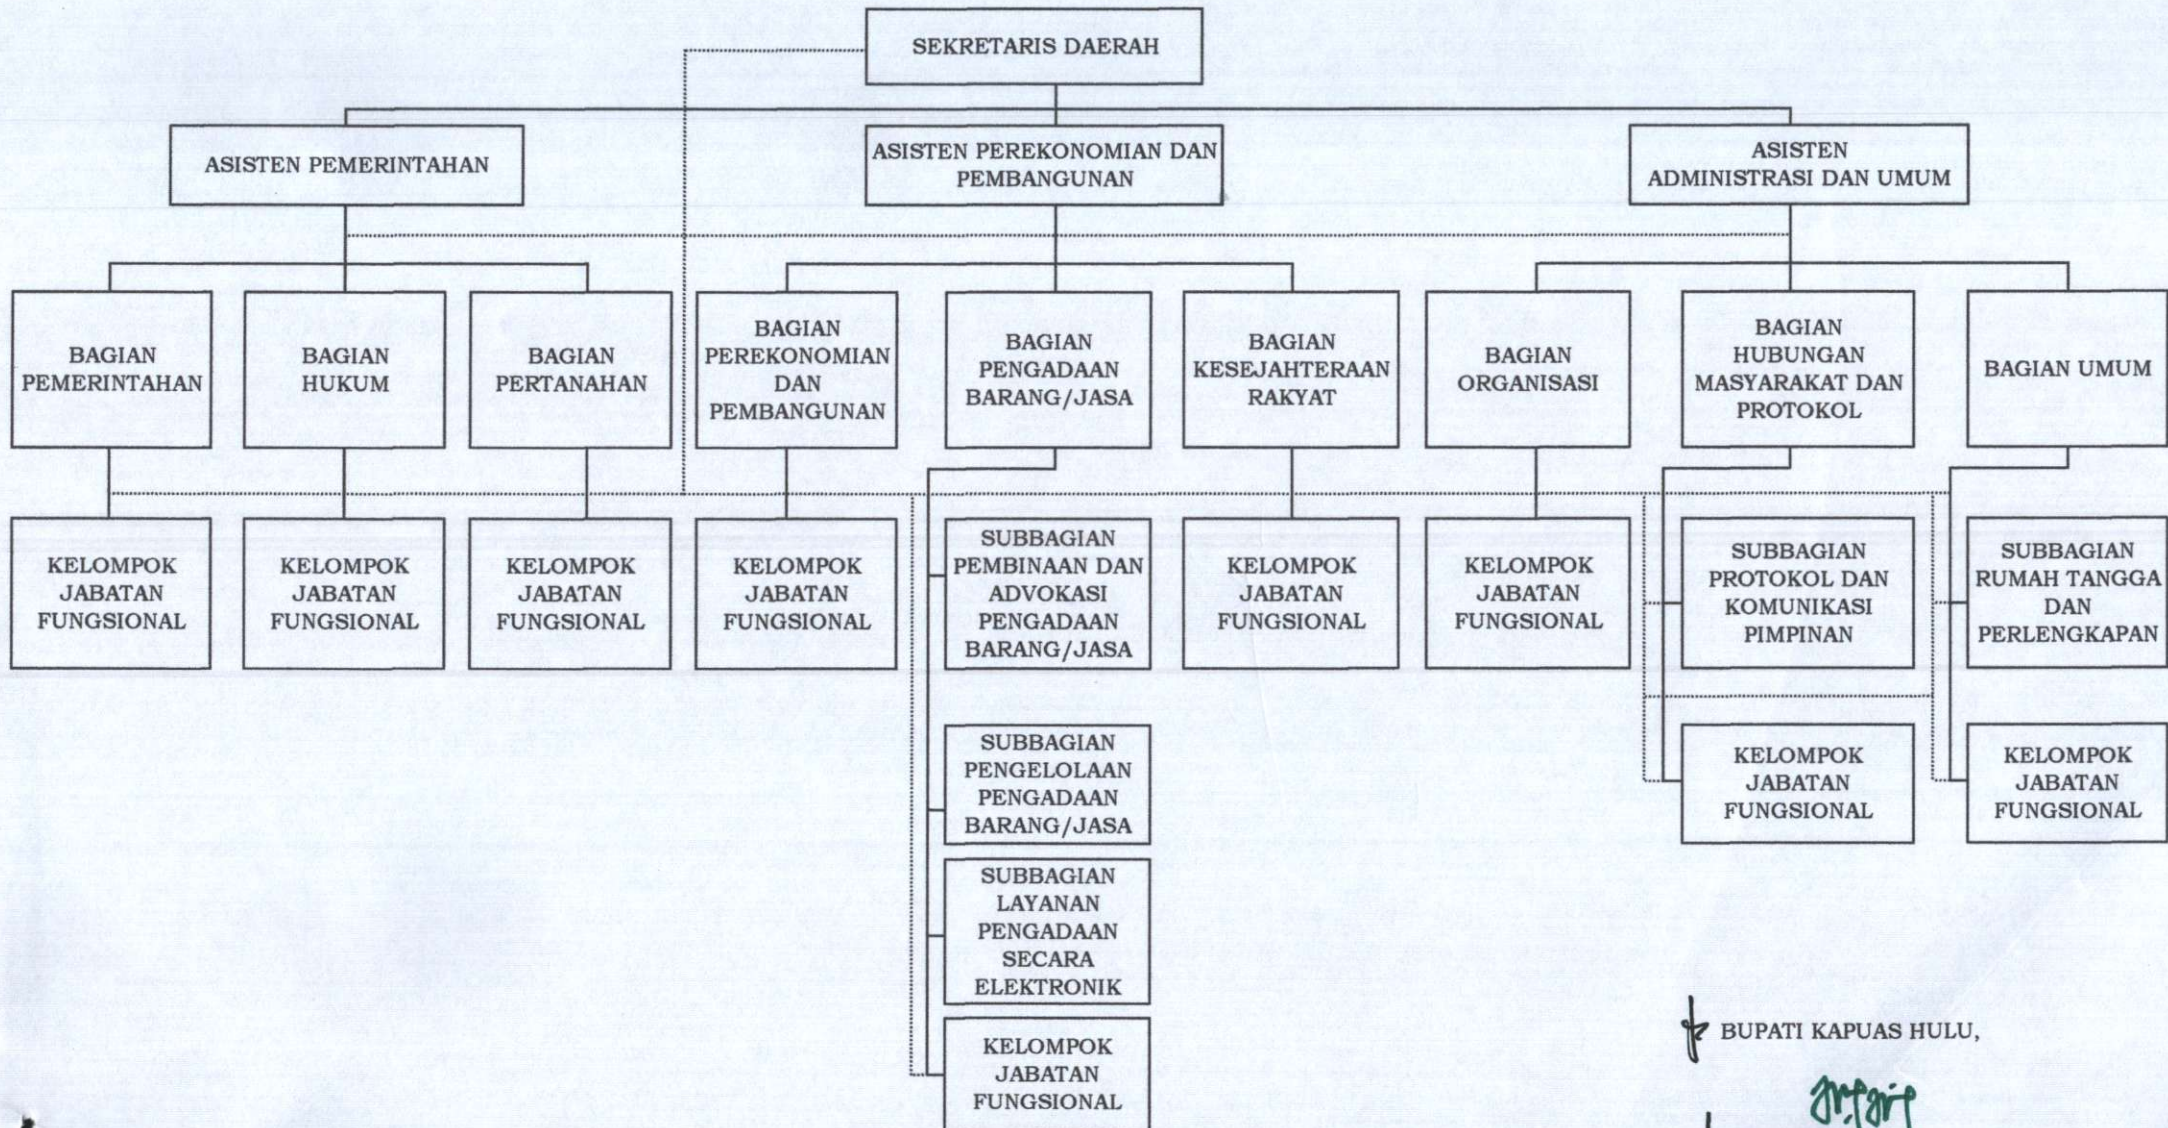 SEKRETARIS DAERAH
ASISTEN PEMERINTAHAN
ASISTEN PEREKONOMIAN DAN
PEMBANGUNAN
ASISTEN
ADMINISTRASI DAN UMUM
BAGIAN
PEMERINTAHAN
BAGIAN
HUKUM
BAGIAN
PERTANAHAN
BAGIAN
PEREKONOMIAN
DAN
PEMBANGUNAN
BAGIAN
PENGADAAN
BARANG/JASA
BAGIAN
KESEJAHTERAAN
RAKYAT
BAGIAN
ORGANISASI
BAGIAN
HUBUNGAN
MASYARAKAT DAN
PROTOKOL
BAGIAN UMUM
KELOMPOK
JABATAN
FUNGSIONAL
KELOMPOK
JABATAN
FUNGSIONAL
KELOMPOK
JABATAN
FUNGSIONAL
KELOMPOK
JABATAN
FUNGSIONAL
SUBBAGIAN
PEMBINAAN DAN
ADVOKASI
PENGADAAN
BARANG/JASA
KELOMPOK
JABATAN
FUNGSIONAL
KELOMPOK
JABATAN
FUNGSIONAL
SUBBAGIAN
PROTOKOL DAN
KOMUNIKASI
PIMPINAN
SUBBAGIAN
RUMAH TANGGA
DAN
PERLENGKAPAN
SUBBAGIAN
PENGELOLAAN
PENGADAAN
BARANG/JASA
KELOMPOK
JABATAN
FUNGSIONAL
KELOMPOK
JABATAN
FUNGSIONAL
SUBBAGIAN
LAYANAN
PENGADAAN
SECARA
ELEKTRONIK
KELOMPOK
JABATAN
FUNGSIONAL
BUPATI KAPUAS HULU,